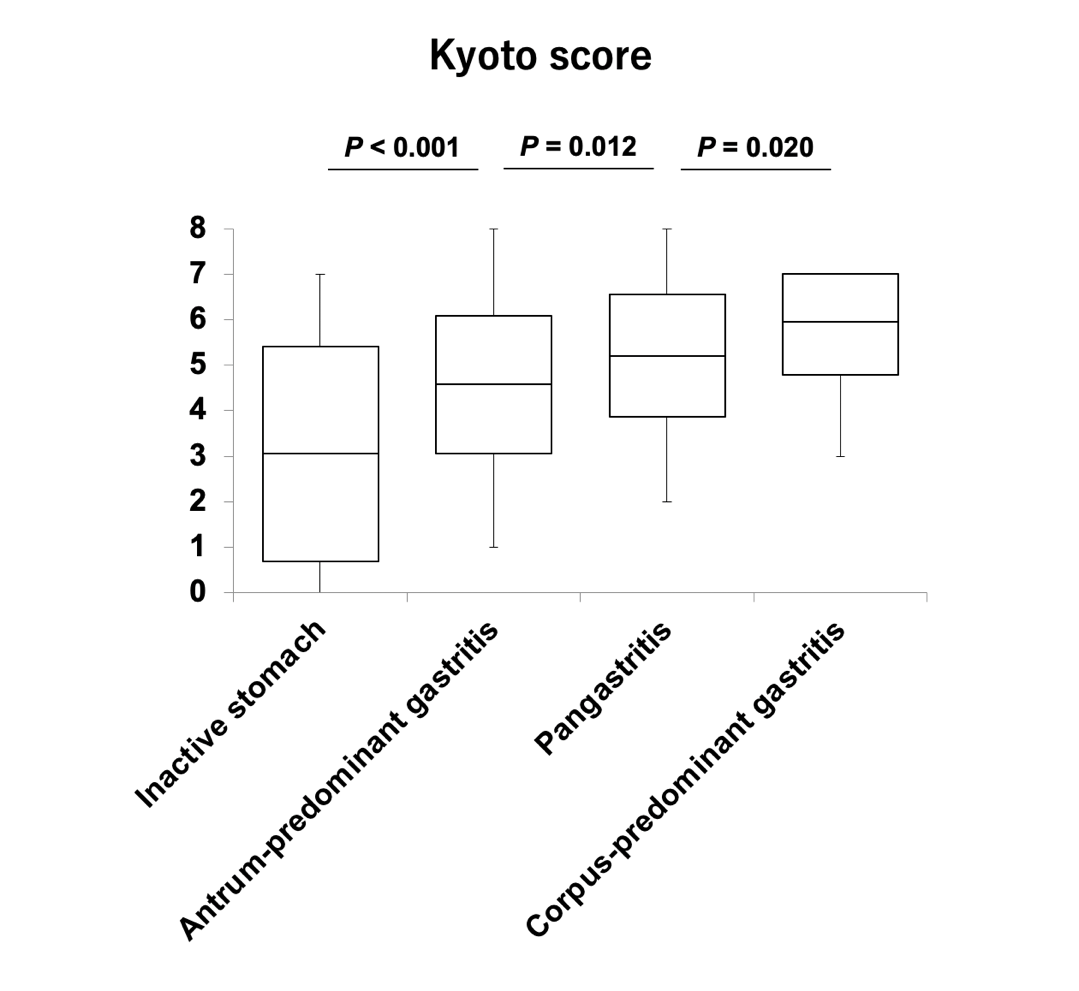 Kyoto score
P < 0.001
P = 0.012
P = 0.020
8
7
6
5
4
3
2
1
0
Inactive stomach
Antrum-predominant gastritis
Pangastritis
Corpus-predominant gastritis